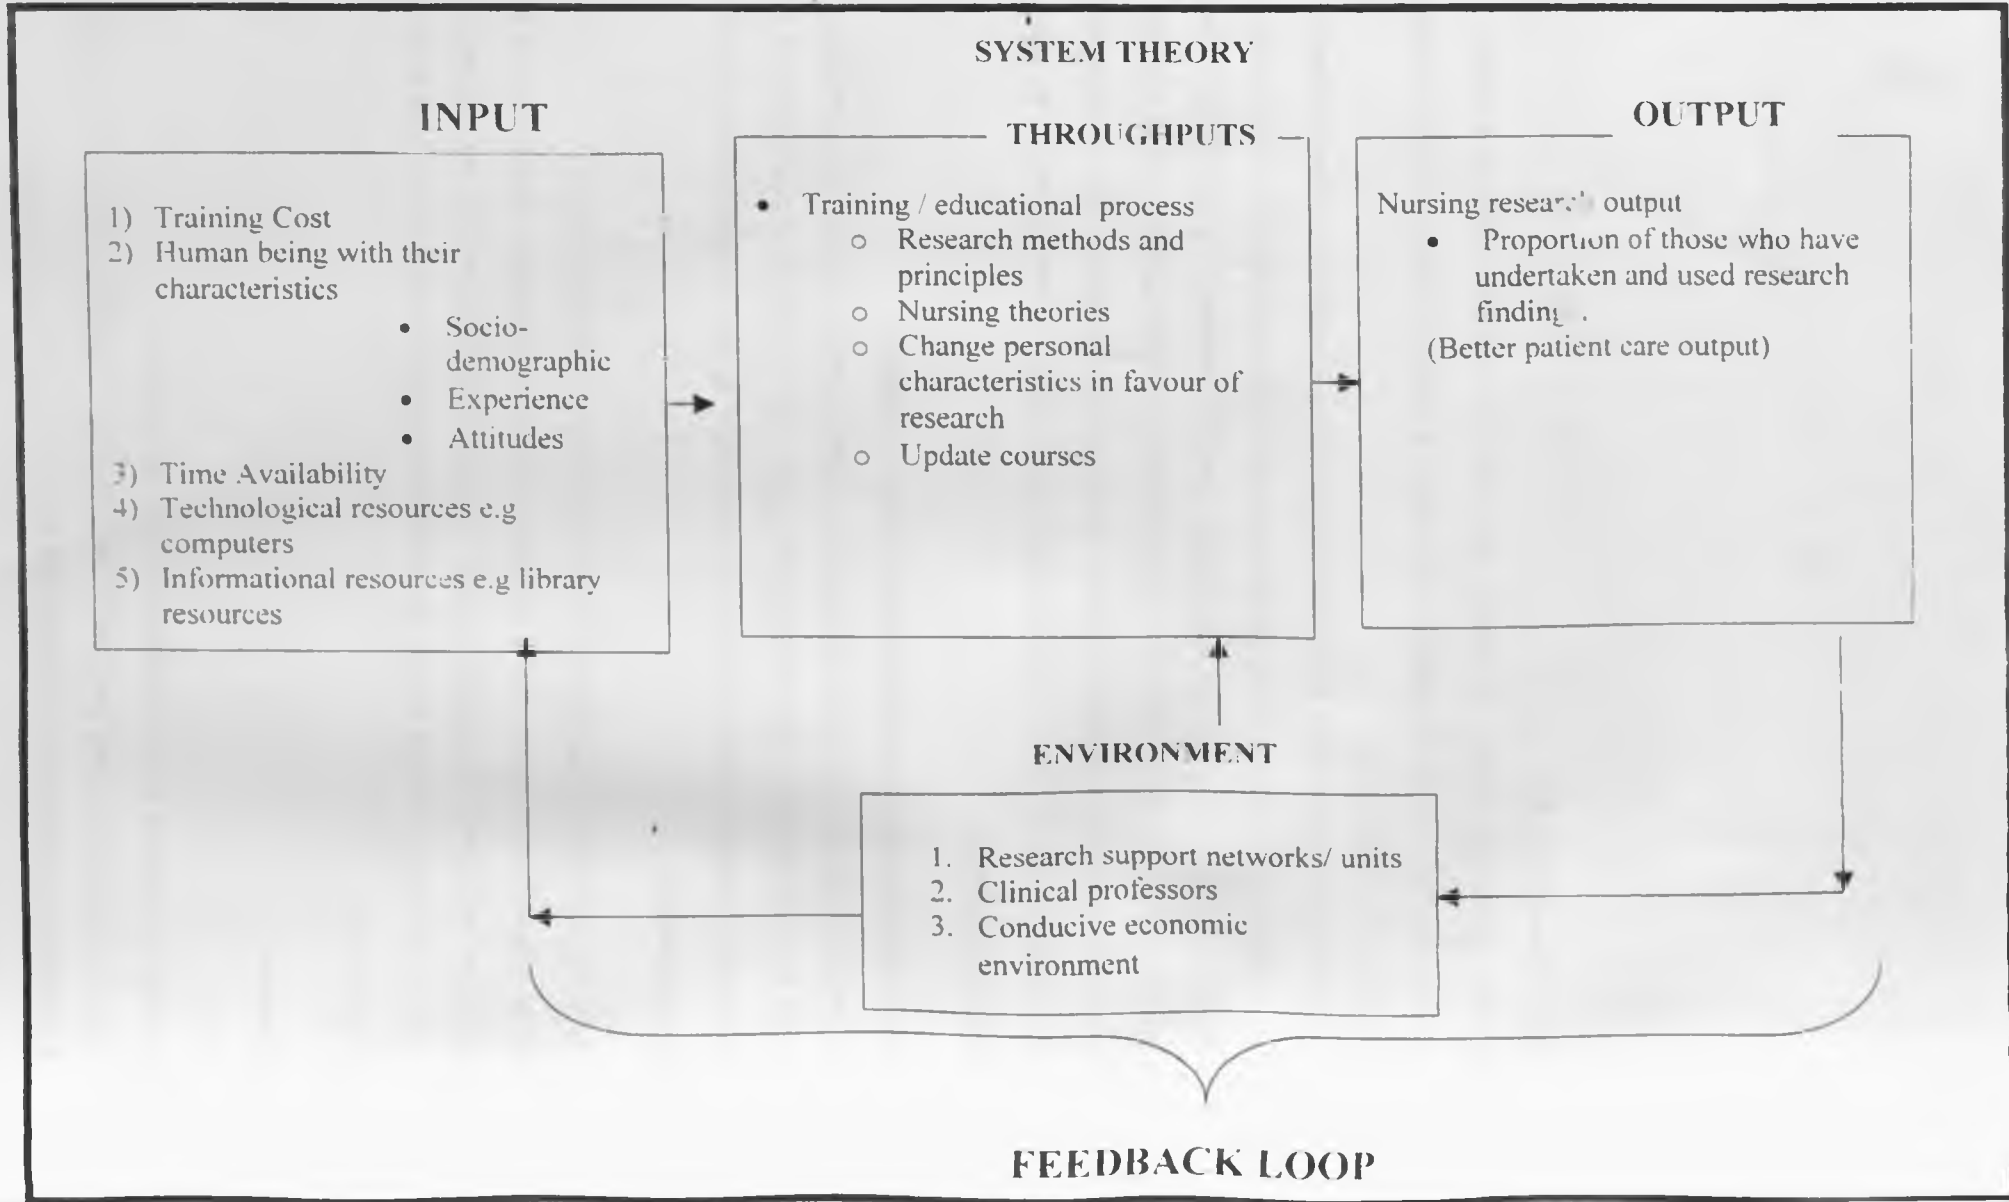 SYSTEM THEORY
INPUT
1) Training Cost
2) Human being with their
characteristics
• Socio-
demographic
• Experience
• Attitudes
3) Time Availability
4) Technological resources e.g
computers
5) Informational resources e.g library
resources
THROUGHPUTS
• Training / educational process
o Research methods and
principles
o Nursing theories
o Change personal
characteristics in favour of
research
o Update courses
OUTPUT
Nursing research output
• Proportion of those who have
undertaken and used research
(Better patient care output)
ENVIRONMENT
1. Research support networks/ units
2. Clinical professors
3. Conducive economic
environment
FEEDBACK LOOP